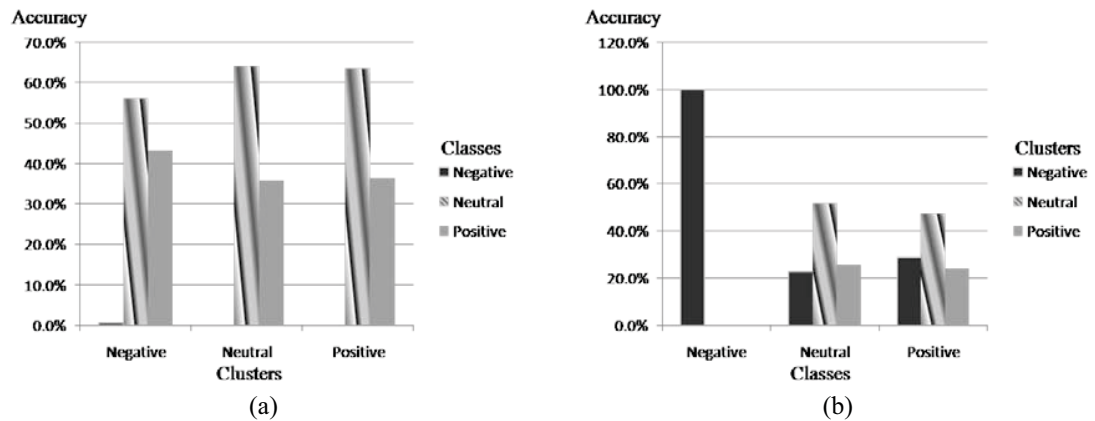 Accuracy
70.0%
60.0%
50.0%
40.0%
30.0%
20.0%
10.0%
0.0%
Negative Neutral Positive
Clusters
Classes
Negative
Neutral
Positive
(a)
Accuracy
120.0%
100.0%
80.0%
60.0%
40.0%
20.0%
0.0%
Negative Neutral Positive
Classes
Clusters
Negative
Neutral
Positive
(b)